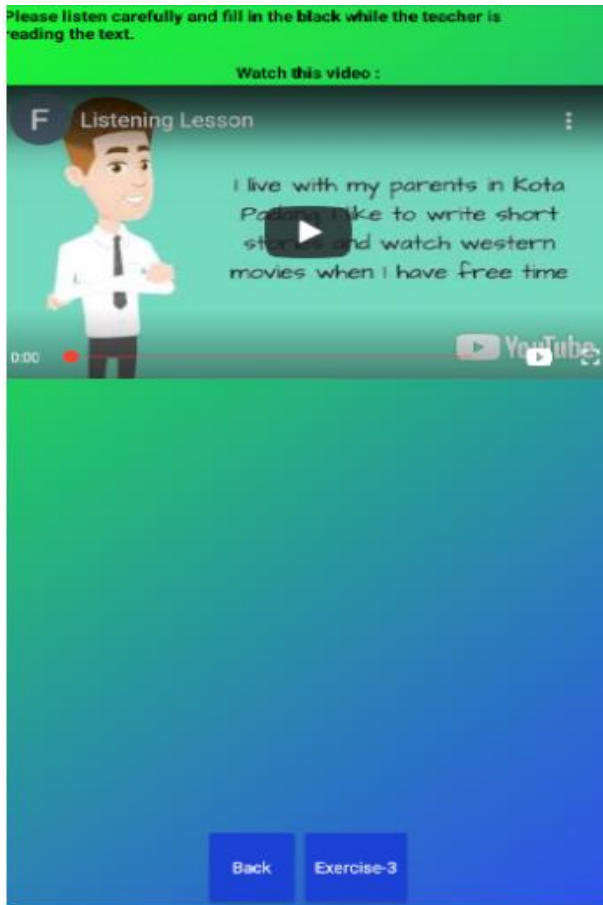 Please listen carefully and fill in the black while the teacher is
reading the text.
Watch this video :
F Listening Lesson
I live with my parents in Kota
Padang I like to write short
stories and watch western
movies when I have free time
YouTube
0:00
Back Exercise-3